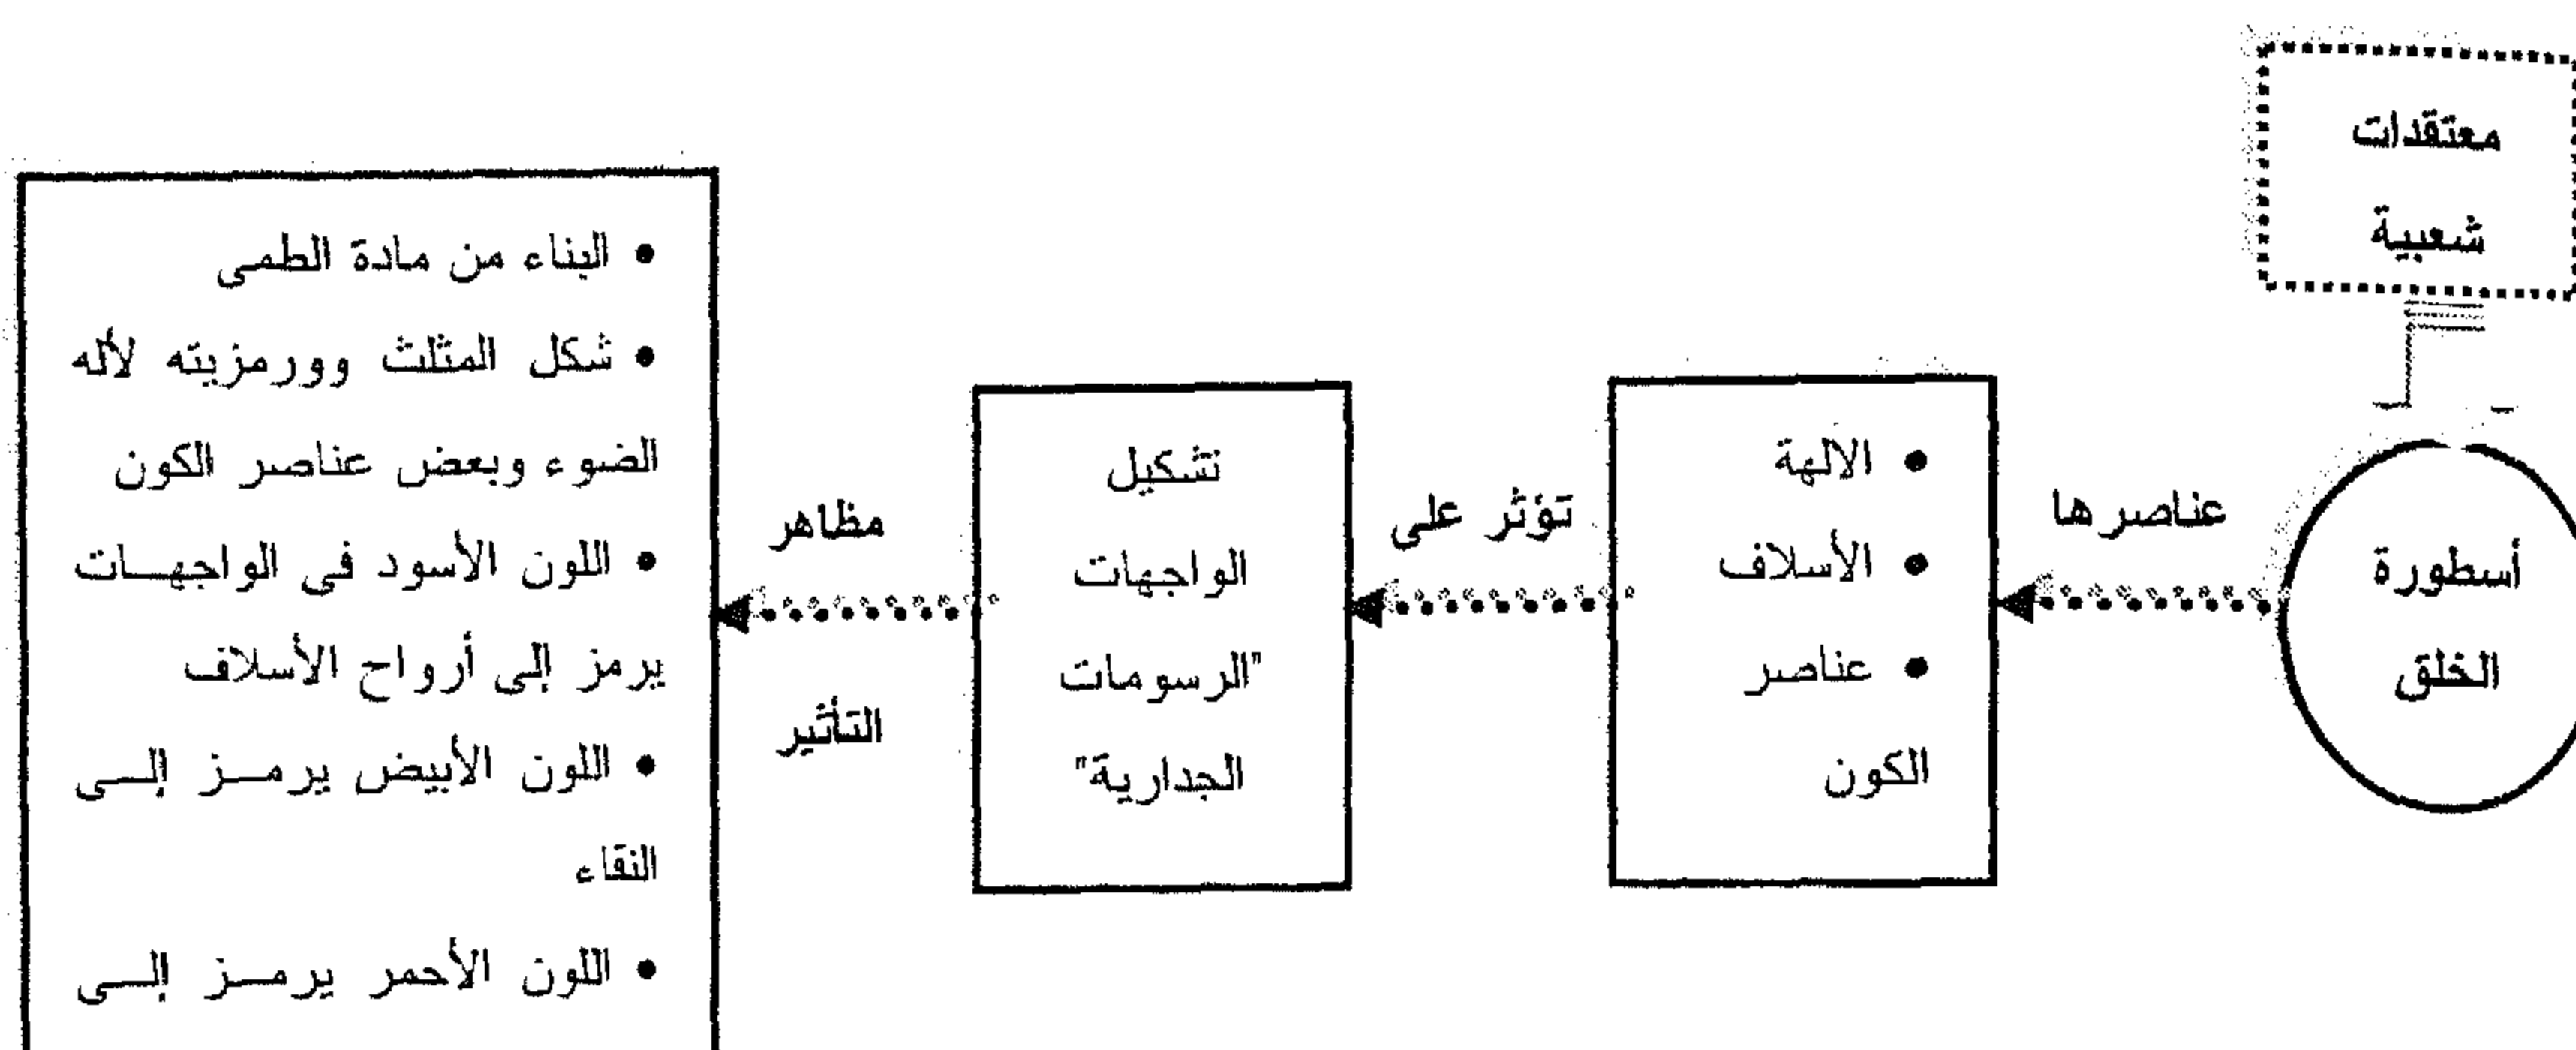 معتقدات
شعبية
أسطورة
الخلق
عناصرها
• الالهة
• الأسلاف
• عناصر
الكون
تؤثر على
تشكيل
الواجهات
"الرسومات
الجدارية"
مظاهر
التأثير
• البناء من مادة الطمى
• شكل المثلث وورمزيته لأله
الضوء وبعض عناصر الكون
• اللون الأسود فى الواجهات
يرمز إلى أرواح الأسلاف
• اللون الأبيض يرمز إلى
النقاء
• اللون الأحمر يرمز إلى